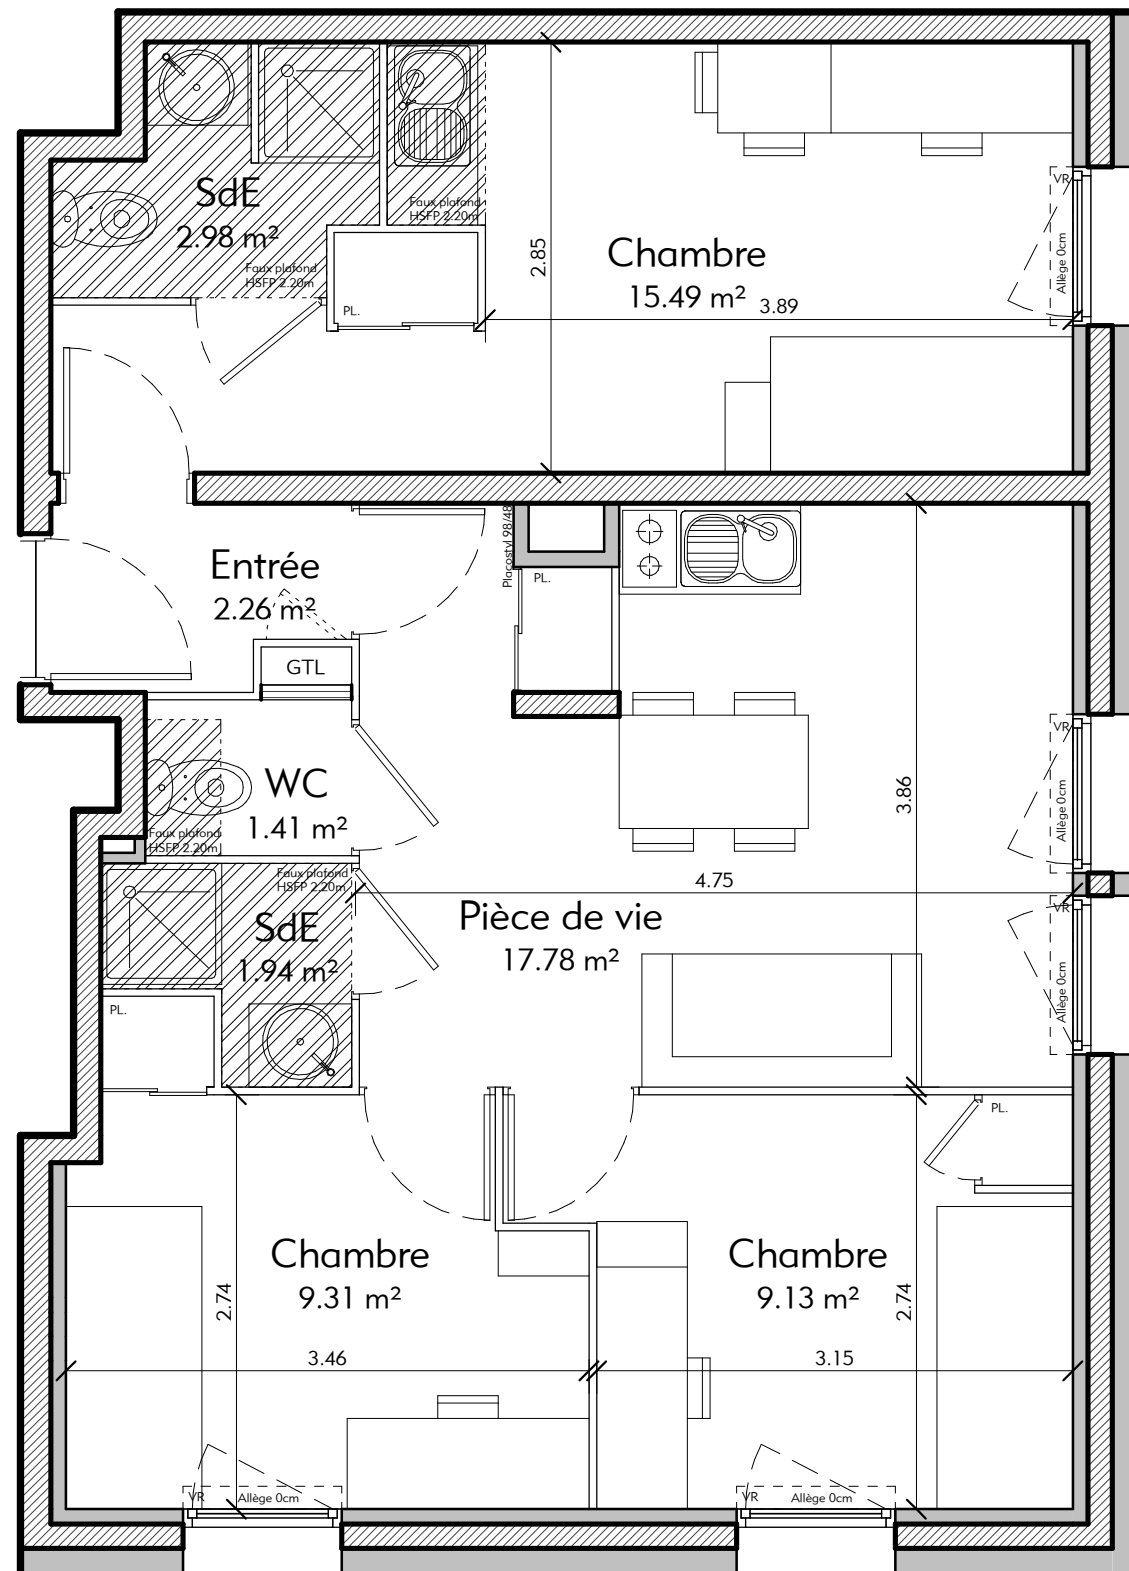 SdE
2.98 m²
Faux plafond
HSFP 2.20m
Faux plafond
HSFP 2.20m
PL.
2.85
Chambre
15.49 m²
3.89
VR
Allège 0cm
Entrée
2.26 m²
GTL
Placostyl 98/48
PL.
WC
1.41 m²
Faux plafond
HSFP 2.20m
3.86
VR
Allège 0cm
4.75
Faux plafond
HSFP 2.20m
SdE
1.94 m²
Pièce de vie
17.78 m²
VR
Allège 0cm
PL.
PL.
Chambre
9.31 m²
2.74
3.46
Chambre
9.13 m²
2.74
3.15
VR
Allège 0cm
VR
Allège 0cm